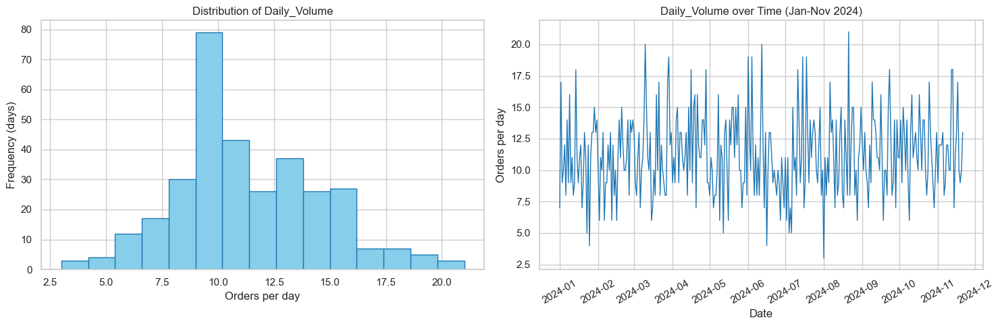 Distribution of Daily_Volume
80
70
60
50
40
30
20
10
0
Frequency (days)
2.5 5.0 7.5 10.0 12.5 15.0 17.5 20.0
Orders per day
Daily_Volume over Time (Jan-Nov 2024)
20.0
17.5
15.0
12.5
10.0
7.5
5.0
2.5
Orders per day
2024-01 2024-02 2024-03 2024-04 2024-05 2024-06 2024-07 2024-08 2024-09 2024-10 2024-11 2024-12
Date